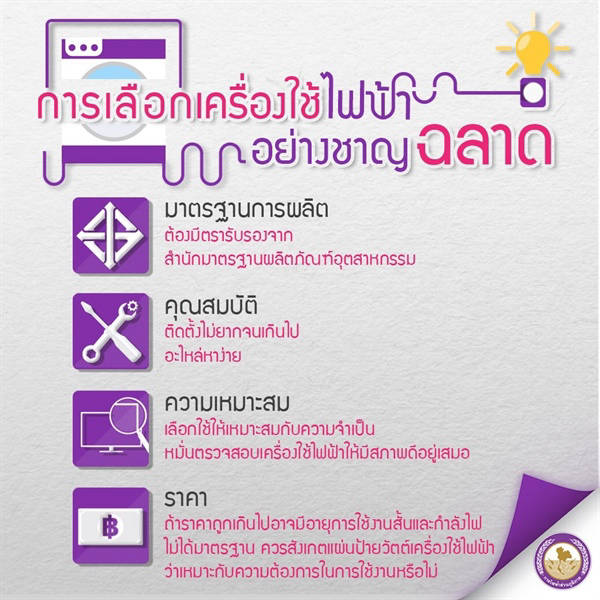 การเลือกเครื่องใช้ไฟฟ้า
อย่างชาญฉลาด
มาตรฐานการผลิต
ต้องมีตรารับรองจาก
สำนักมาตรฐานผลิตภัณฑ์อุตสาหกรรม
คุณสมบัติ
ติดตั้งไม่ยากจนเกินไป
อะไหล่หาง่าย
ความเหมาะสม
เลือกใช้ให้เหมาะสมกับความจำเป็น
หมั่นตรวจสอบเครื่องใช้ไฟฟ้าให้มีสภาพดีอยู่เสมอ
฿
ราคา
ถ้าราคาถูกเกินไปอาจมีอายุการใช้งานสั้นและกำลังไฟ
ไม่ได้มาตรฐาน ควรสังเกตแผ่นป้ายวัตต์เครื่องใช้ไฟฟ้า
ว่าเหมาะกับความต้องการในการใช้งานหรือไม่
การไฟฟ้าส่วนภูมิภาค